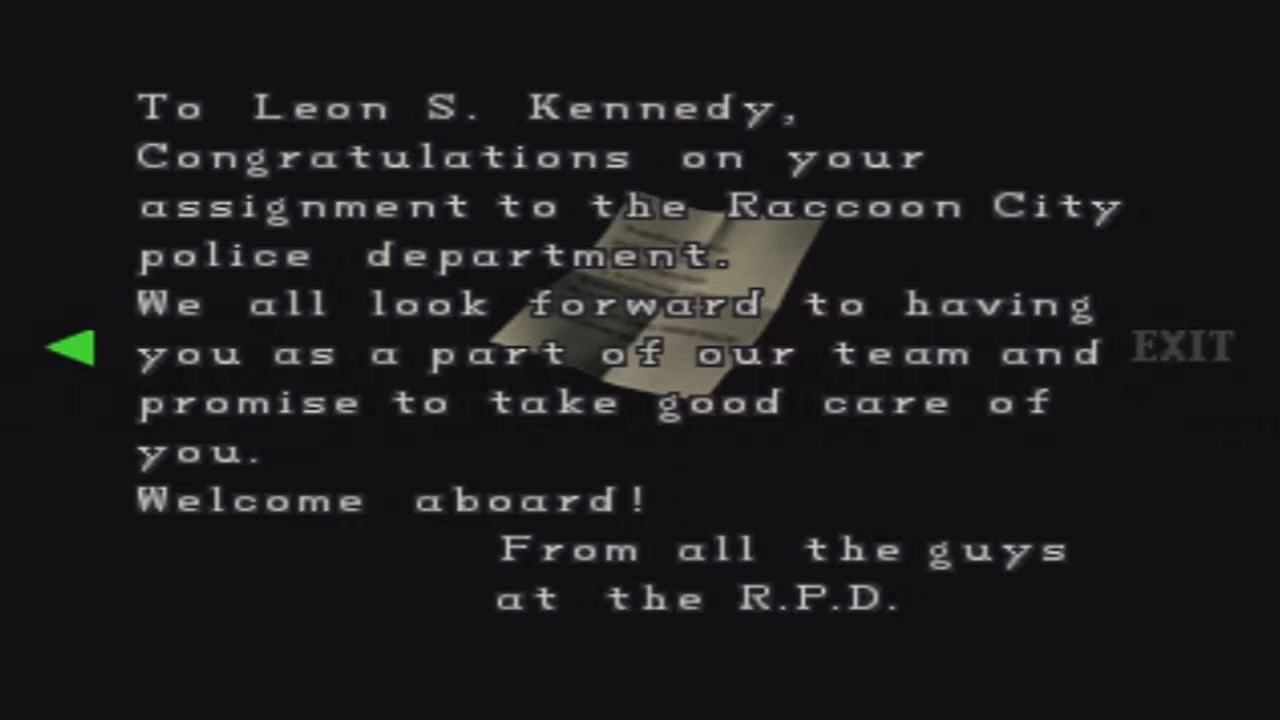 To Leon S. Kennedy,
Congratulations on your
assignment to the Raccoon City
police department.
We all look forward to having
you as a part of our team and
promise to take good care of
you.
Welcome aboard!
From all the guys
at the R.P.D.
EXIT